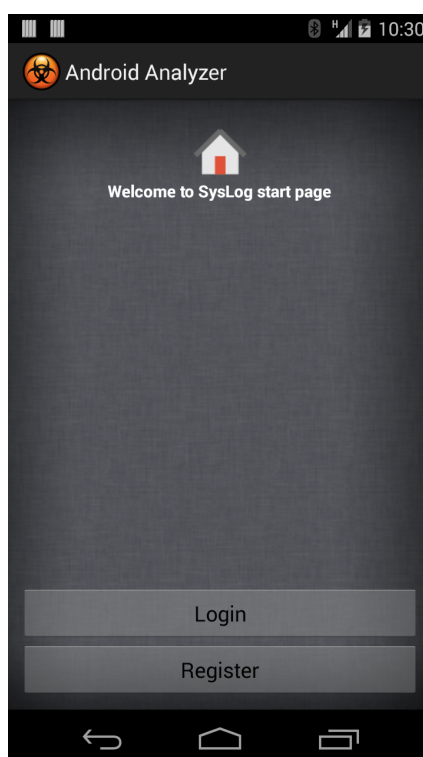 H
10:30
Android Analyzer
Welcome to SysLog start page
Login
Register